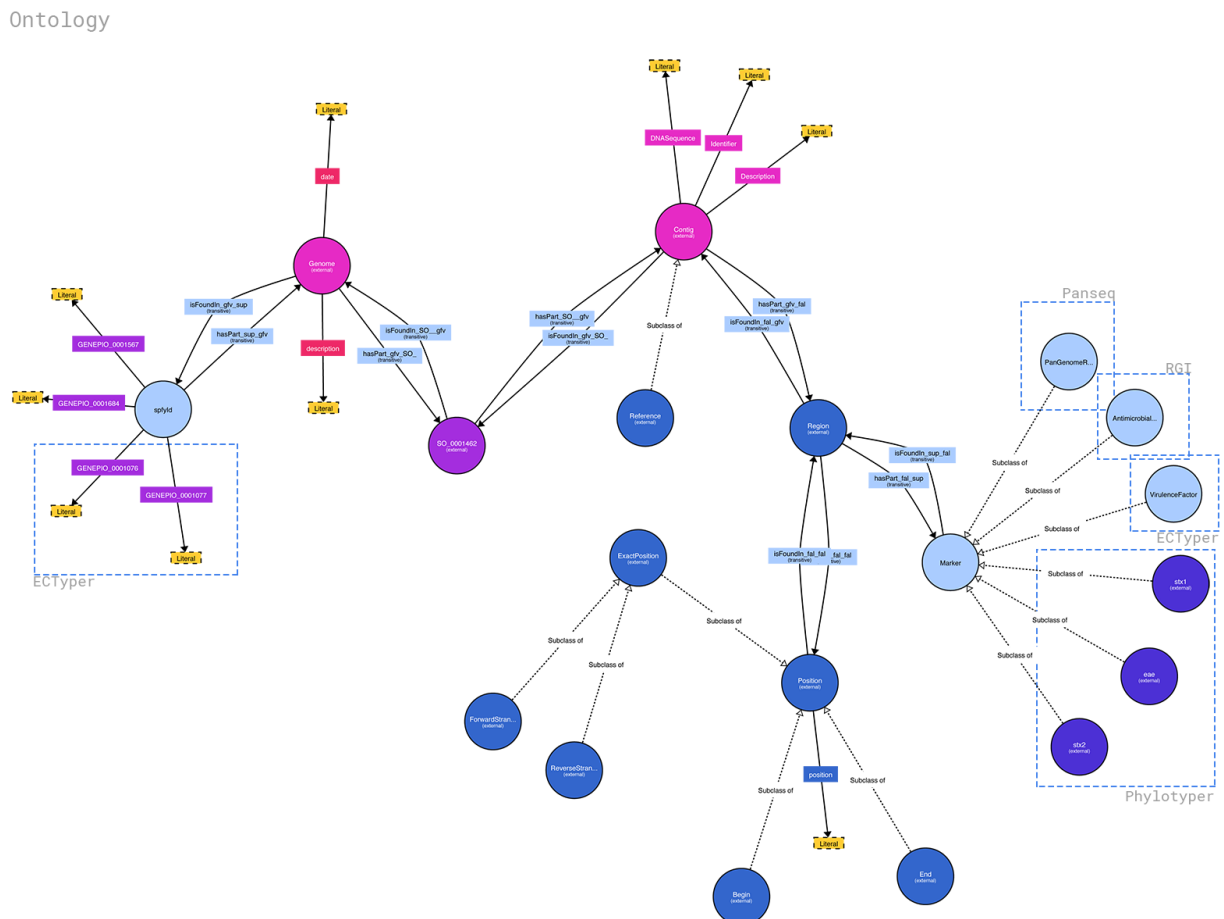 Ontology
Literal
Literal
Literal
Literal
DNASequence
Identifier
Description
date
Contig
(external)
Genome
(external)
Literal
isFoundIn_gfv_sup
(transitive)
hasPart_sup_gfv
(transitive)
GENEPIO_0001567
description
isFoundIn_SO__gfv
(transitive)
hasPart_gfv_SO_
(transitive)
hasPart_SO__gfv
(transitive)
isFoundIn_gfv_SO_
(transitive)
Subclass of
hasPart_gfv_fal
(transitive)
isFoundIn_fal_gfv
(transitive)
Panseq
PanGenomeR...
RGI
Antimicrobial...
VirulenceFactor
ECTyper
Literal
GENEPIO_0001684
spfyId
Literal
Reference
(external)
Region
(external)
SO_0001462
(external)
isFoundIn_sup_fal
(transitive)
hasPart_fal_sup
(transitive)
Subclass of
Subclass of
Subclass of
GENEPIO_0001076
GENEPIO_0001077
Literal
Literal
ECTyper
ExactPosition
(external)
isFoundIn_fal_fal
(transitive)
fal_fal
tive)
Marker
Subclass of
stx1
(external)
Subclass of
Subclass of
eae
(external)
stx2
(external)
Phylotyper
Subclass of
Subclass of
Subclass of
Position
(external)
ForwardStran...
(external)
ReverseStran...
(external)
position
Subclass of
Subclass of
Literal
Begin
(external)
End
(external)